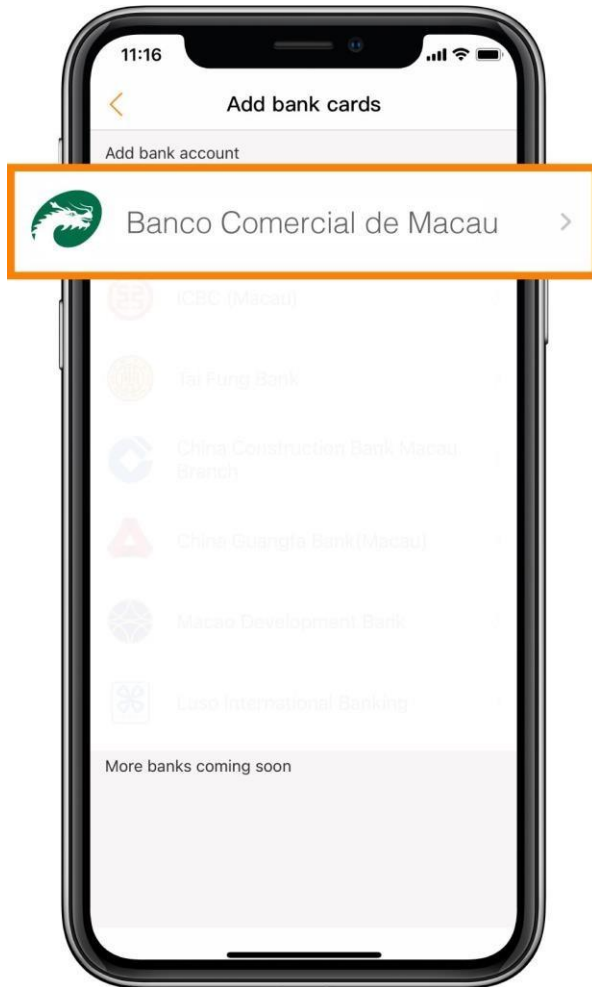 11:16
Add bank cards
Add bank account
Banco Comercial de Macau
ICBC (Macau)
Tai Fung Bank
China Construction Bank Macau
Branch
China Guangfa Bank(Macau)
Macao Development Bank
Luso International Banking
More banks coming soon